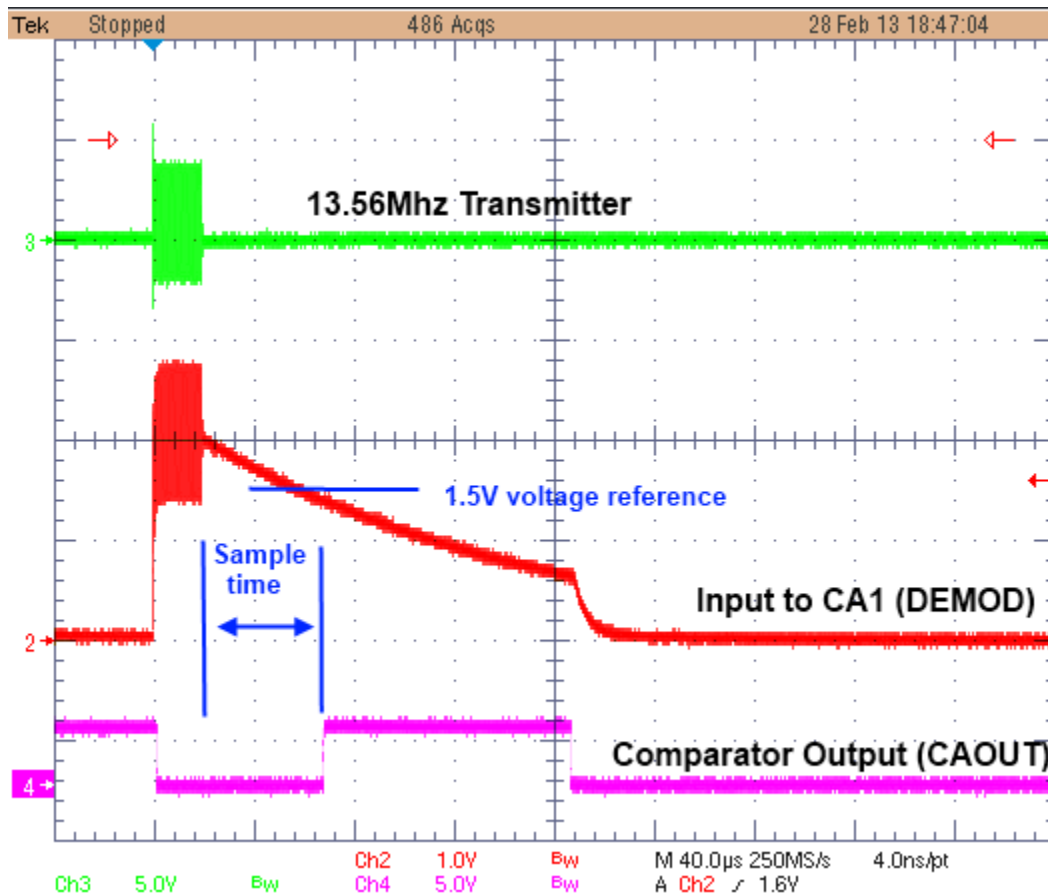 Tek Stopped 486 Acqs 28 Feb 13 18:47:04
13.56Mhz Transmitter
3
1.5V voltage reference
Sample
time
Input to CA1 (DEMOD)
2
Comparator Output (CAOUT)
4
Ch2 1.0V Bw M 40.0µs 250MS/s 4.0ns/pt
Ch3 5.0V Bw Ch4 5.0V Bw A Ch2 ∕ 1.6V